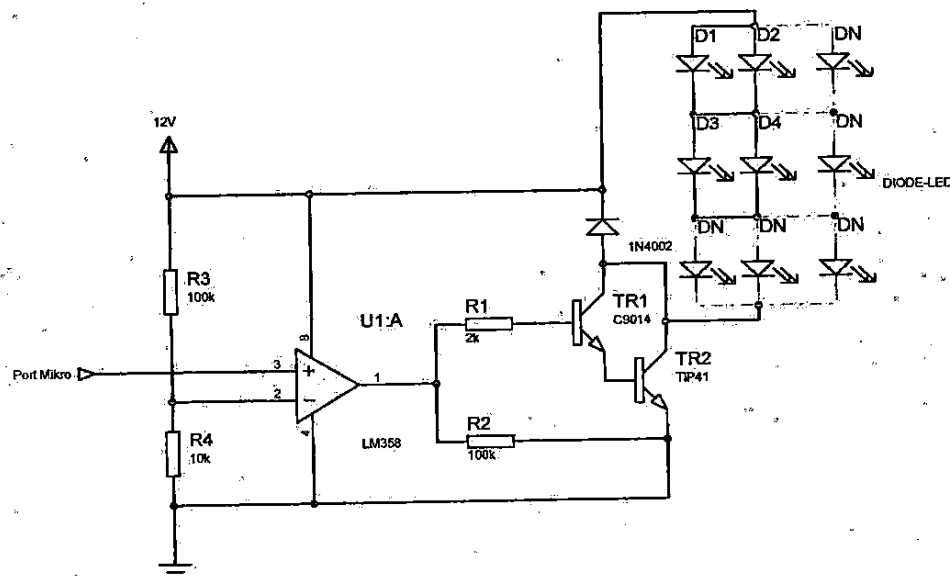 D1 D2 DN
12V
D3 D4 DN
DIODE-LED
DN DN DN
1N4002
R3
100k
U1:A
R1
2k
TR1
C9014
8
Port Mikro
3
2
1
4
TR2
TIP41
R4
10k
LM358
R2
100k